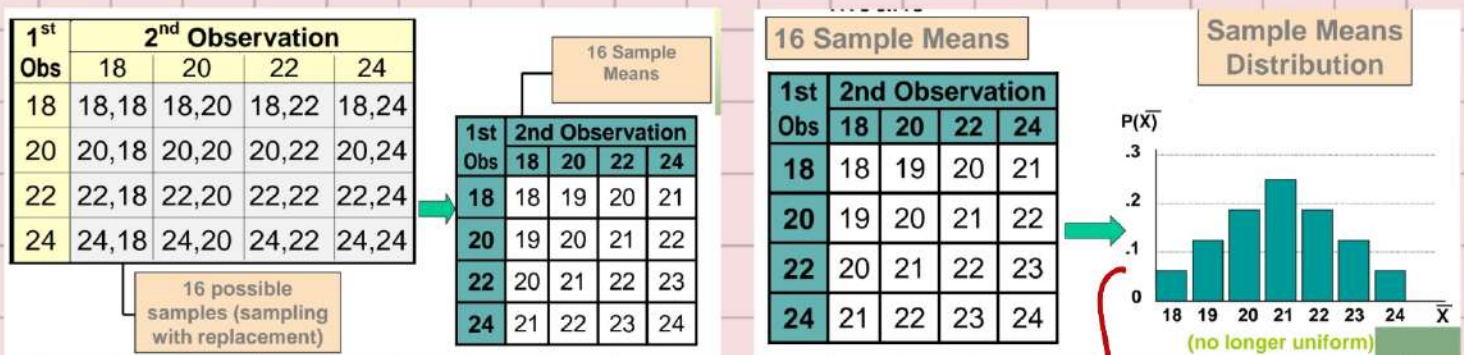 1st 2nd Observation
Obs 18 20 22 24
18 18,18 18,20 18,22 18,24
20 20,18 20,20 20,22 20,24
22 22,18 22,20 22,22 22,24
24 24,18 24,20 24,22 24,24
16 possible
samples (sampling
with replacement)
16 Sample
Means
1st 2nd Observation
Obs 18 20 22 24
18 18 19 20 21
20 19 20 21 22
22 20 21 22 23
24 21 22 23 24
16 Sample Means
1st 2nd Observation
Obs 18 20 22 24
18 18 19 20 21
20 19 20 21 22
22 20 21 22 23
24 21 22 23 24
Sample Means
Distribution
P(X̅)
.3
.2
.1
0
18 19 20 21 22 23 24 X̅
(no longer uniform)